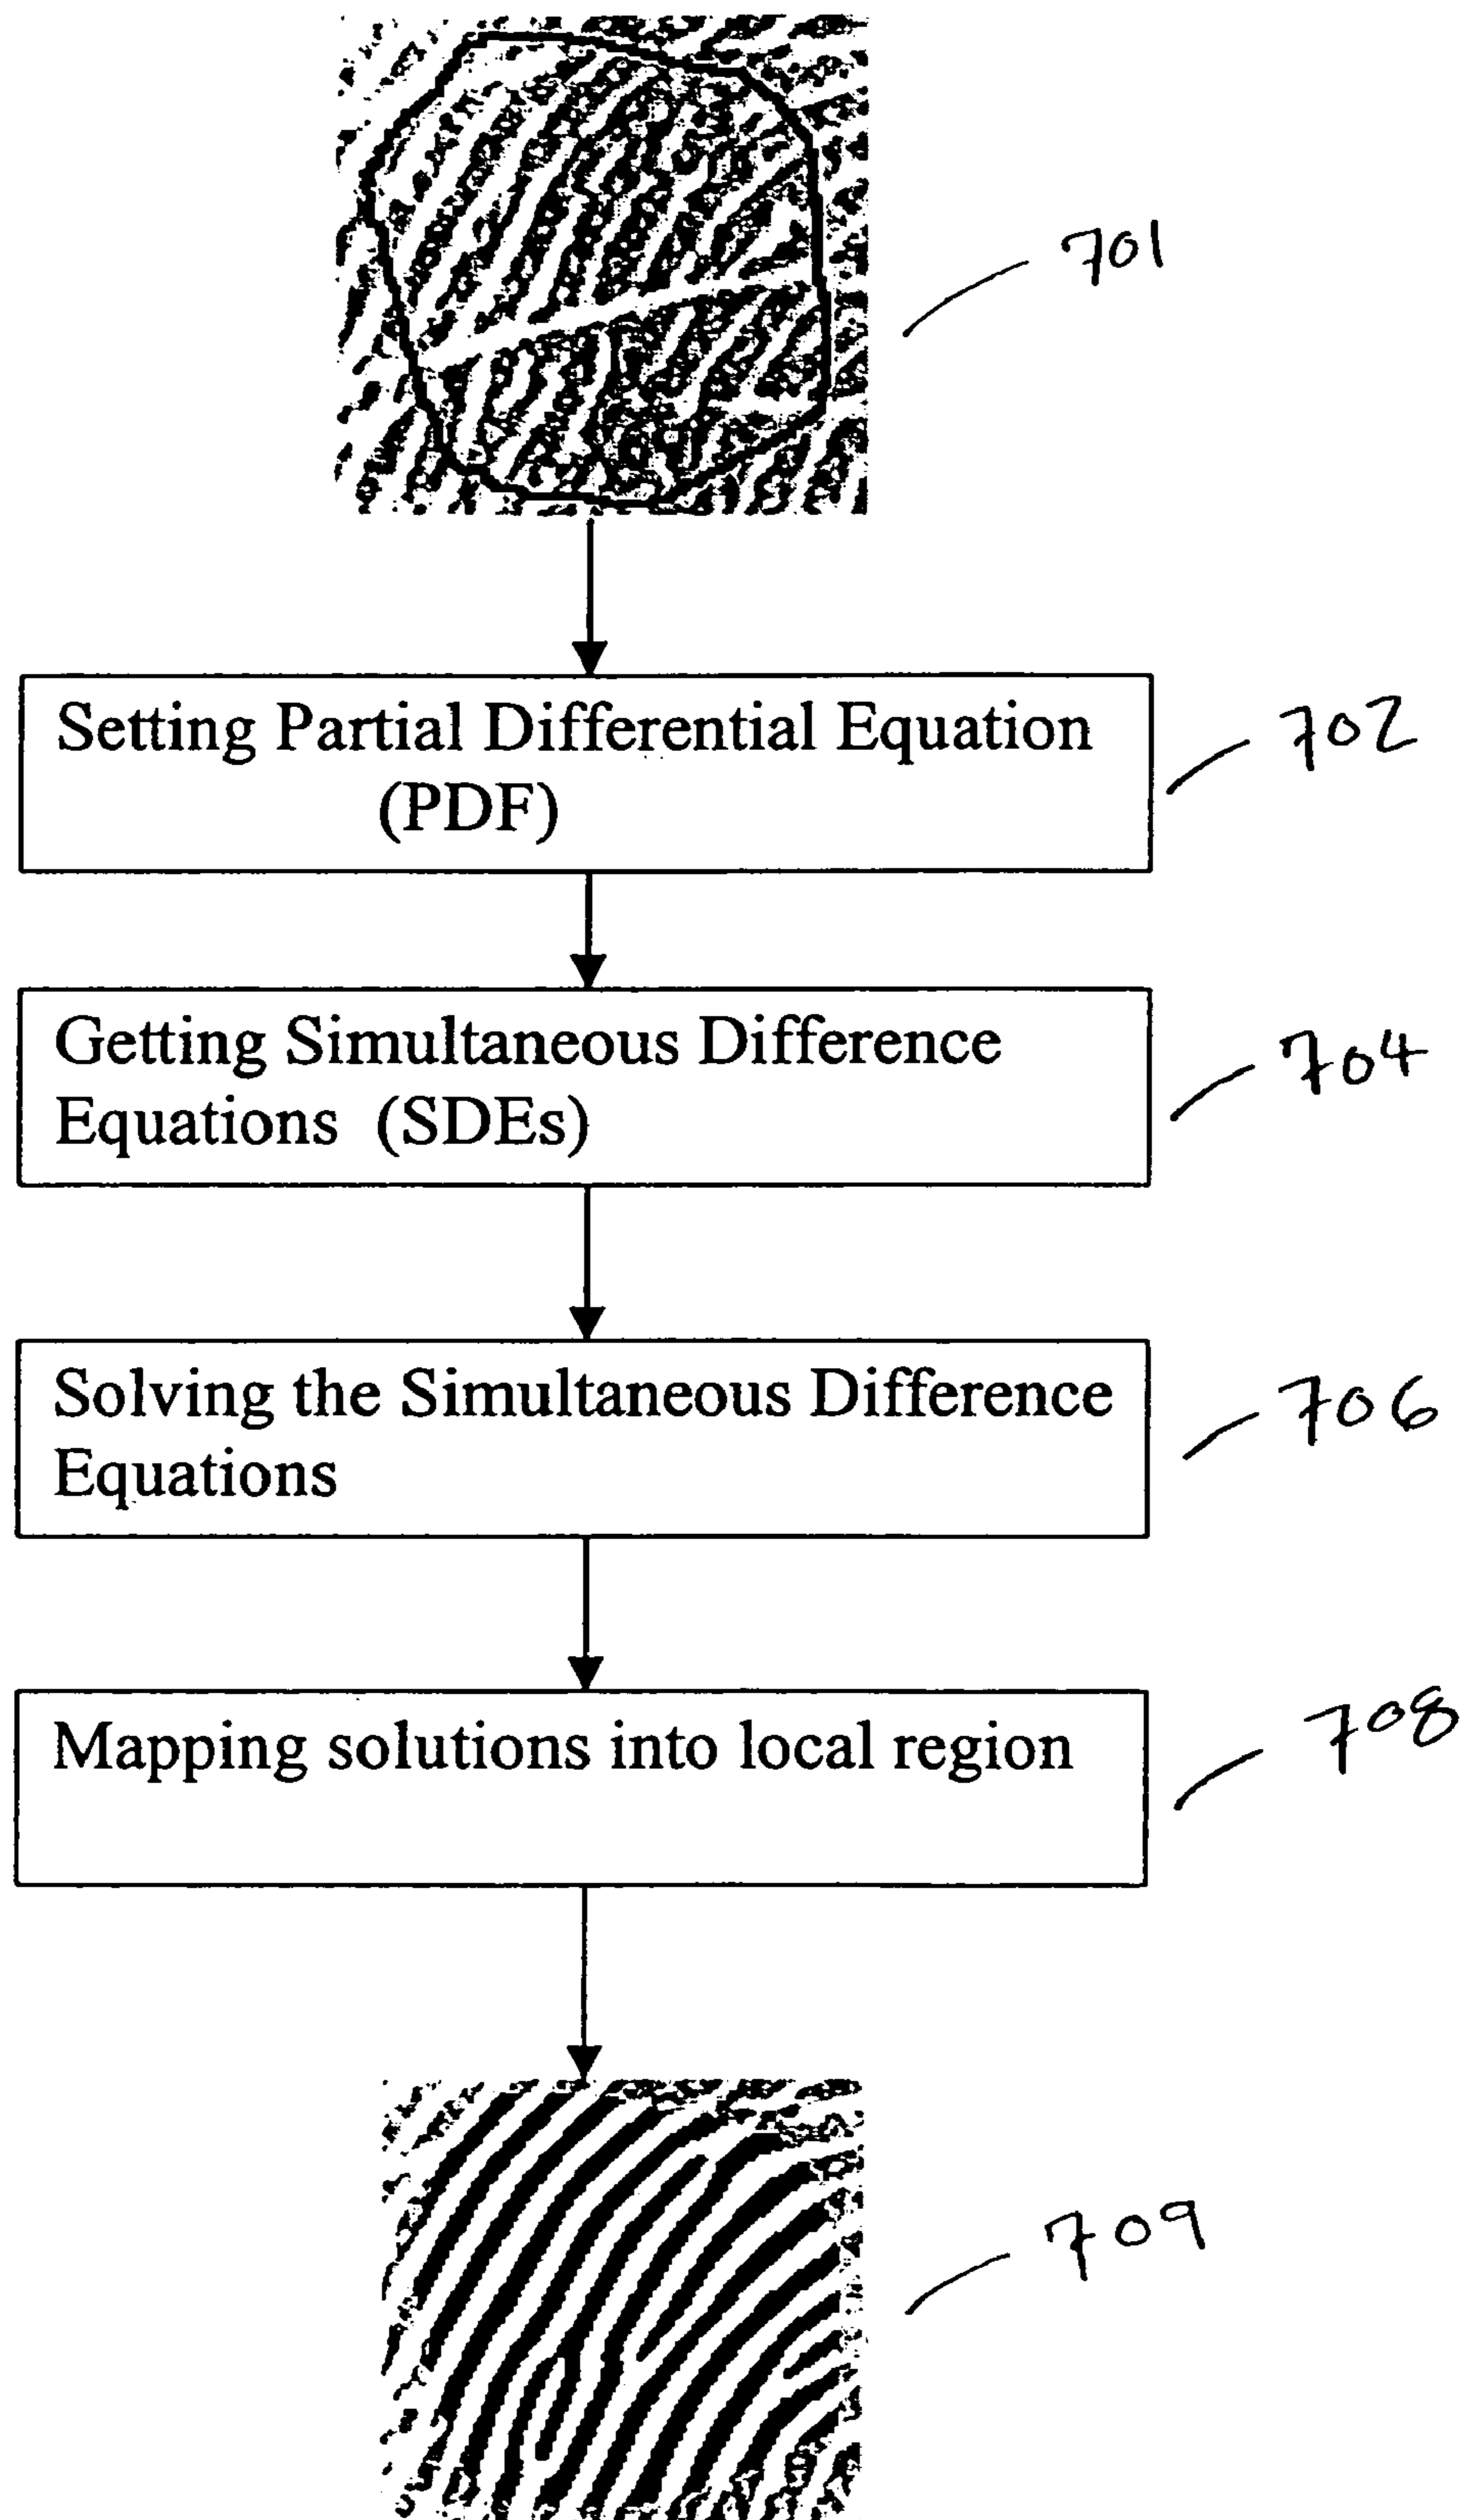 701
Setting Partial Differential Equation
(PDF)
702
Getting Simultaneous Difference
Equations (SDEs)
704
Solving the Simultaneous Difference
Equations
706
Mapping solutions into local region
708
709